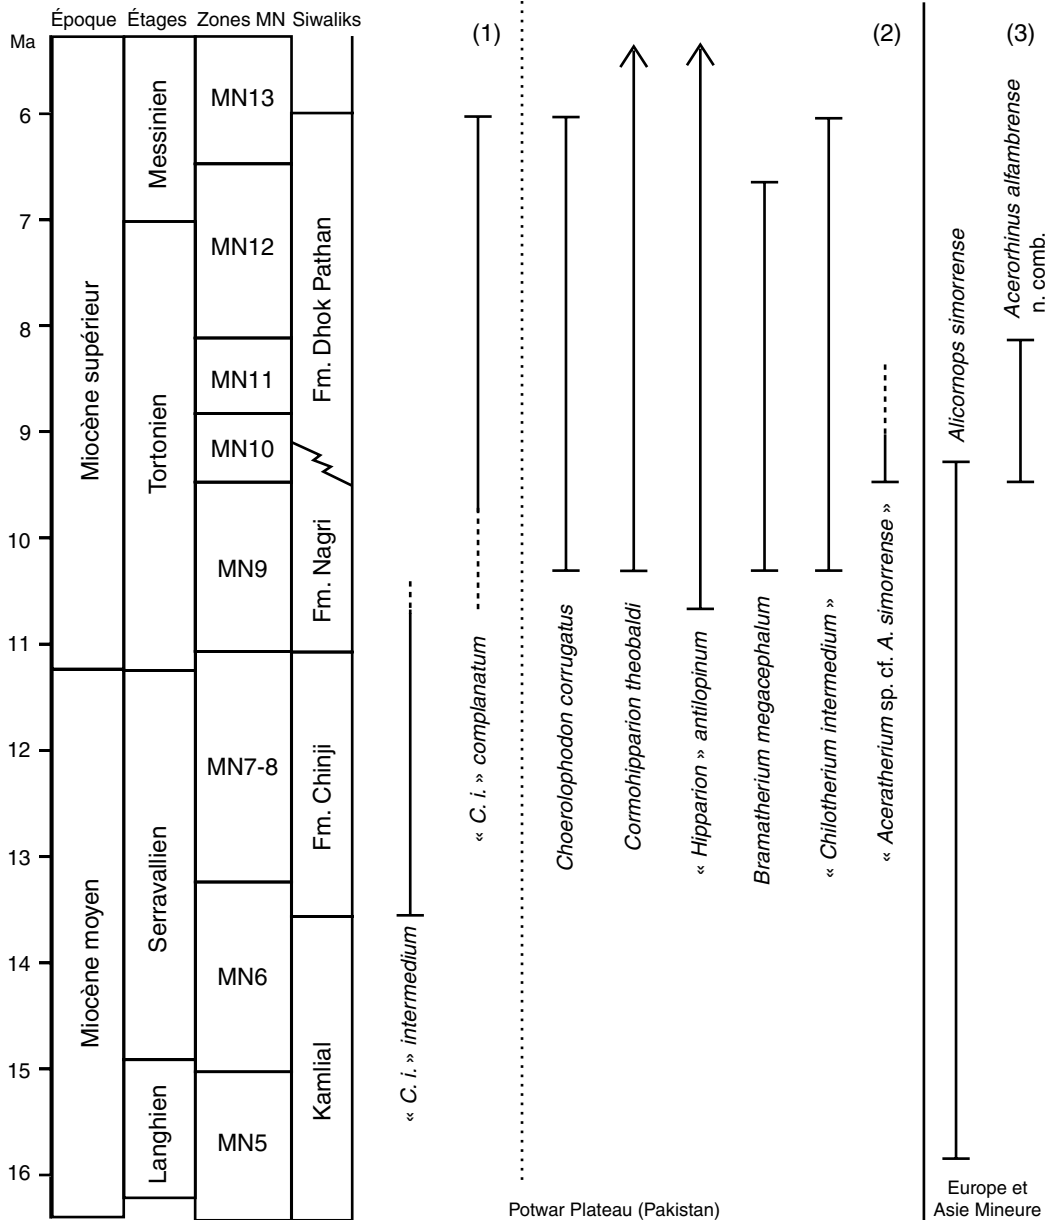 Époque
Étages
Zones MN
Siwaliks
Ma
(1)
(2)
(3)
6
7
8
9
10
11
12
13
14
15
16
Miocène supérieur
Miocène moyen
Messinien
Tortonien
Serravallien
Langhien
MN13
MN12
MN11
MN10
MN9
MN7-8
MN6
MN5
Fm. Dhok Pathan
Fm. Nagri
Fm. Chinji
Kamlial
« C. i. » intermedium
« C. i. » complanatum
Choerolophodon corrugatus
Cormohipparion theobaldi
« Hipparion » antilopinum
Bramatherium megacephalum
« Chilotherium intermedium »
« Aceratherium sp. cf. A. simorrense »
Alicornops simorrense
Acerorhinus alfambrense
n. comb.
Potwar Plateau (Pakistan)
Europe et
Asie Mineure